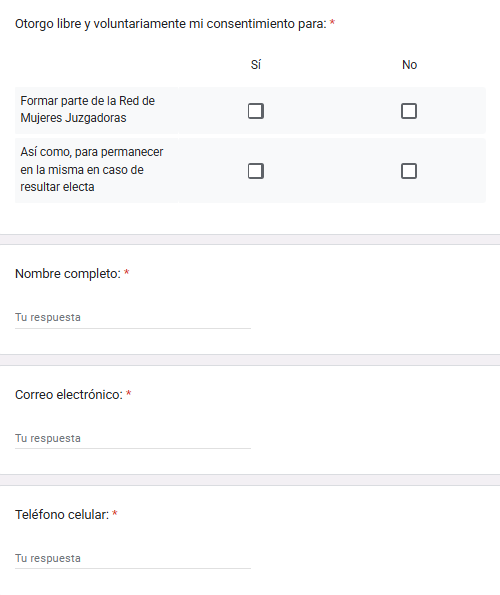 Otorgo libre y voluntariamente mi consentimiento para: *
Sí No
Formar parte de la Red de
Mujeres Juzgadoras
Así como, para permanecer
en la misma en caso de
resultar electa
Nombre completo: *
Tu respuesta
Correo electrónico: *
Tu respuesta
Teléfono celular: *
Tu respuesta